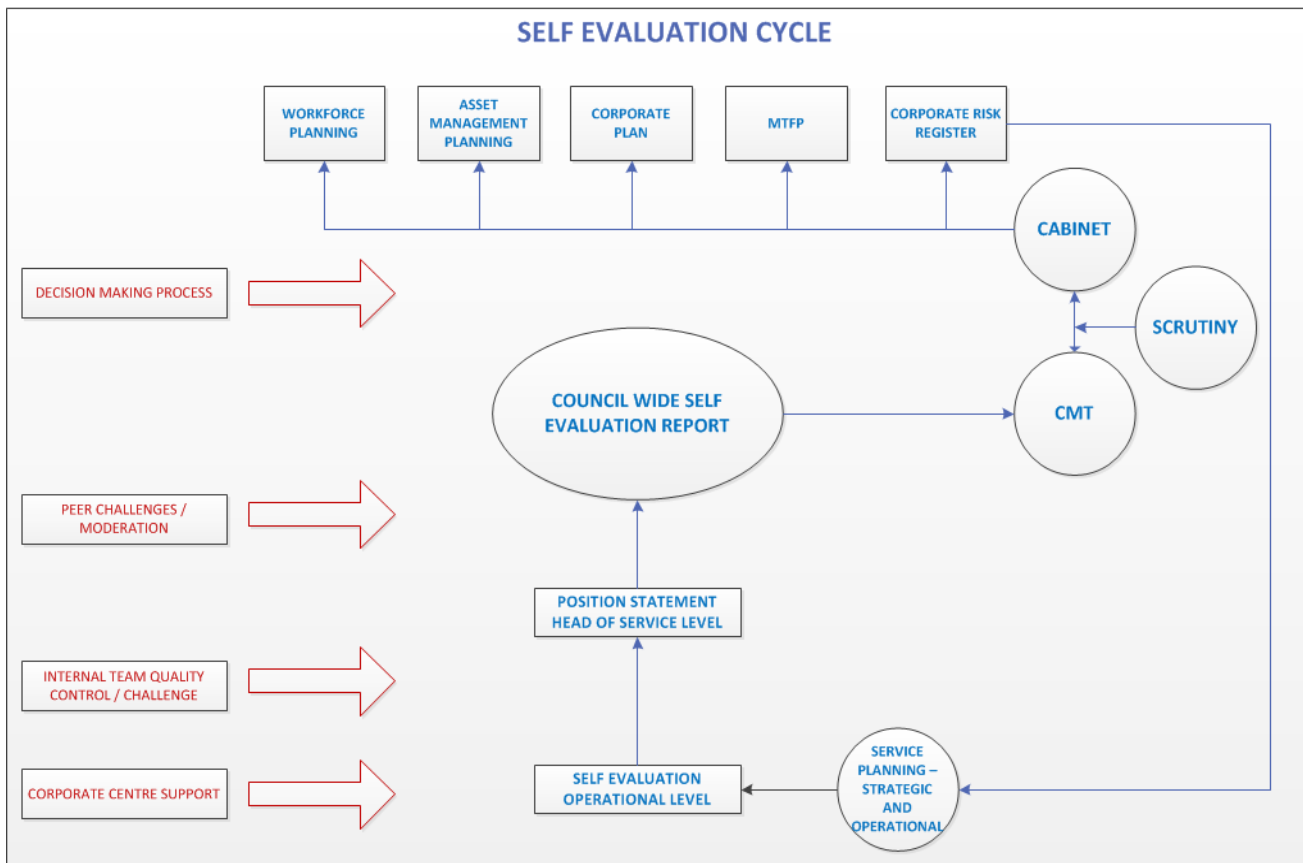 SELF EVALUATION CYCLE
WORKFORCE
PLANNING
ASSET
MANAGEMENT
PLANNING
CORPORATE
PLAN
MTFP
CORPORATE RISK
REGISTER
CABINET
DECISION MAKING PROCESS
SCRUTINY
COUNCIL WIDE SELF
EVALUATION REPORT
CMT
PEER CHALLENGES /
MODERATION
POSITION STATEMENT
HEAD OF SERVICE LEVEL
INTERNAL TEAM QUALITY
CONTROL / CHALLENGE
CORPORATE CENTRE SUPPORT
SELF EVALUATION
OPERATIONAL LEVEL
SERVICE
PLANNING –
STRATEGIC
AND
OPERATIONAL